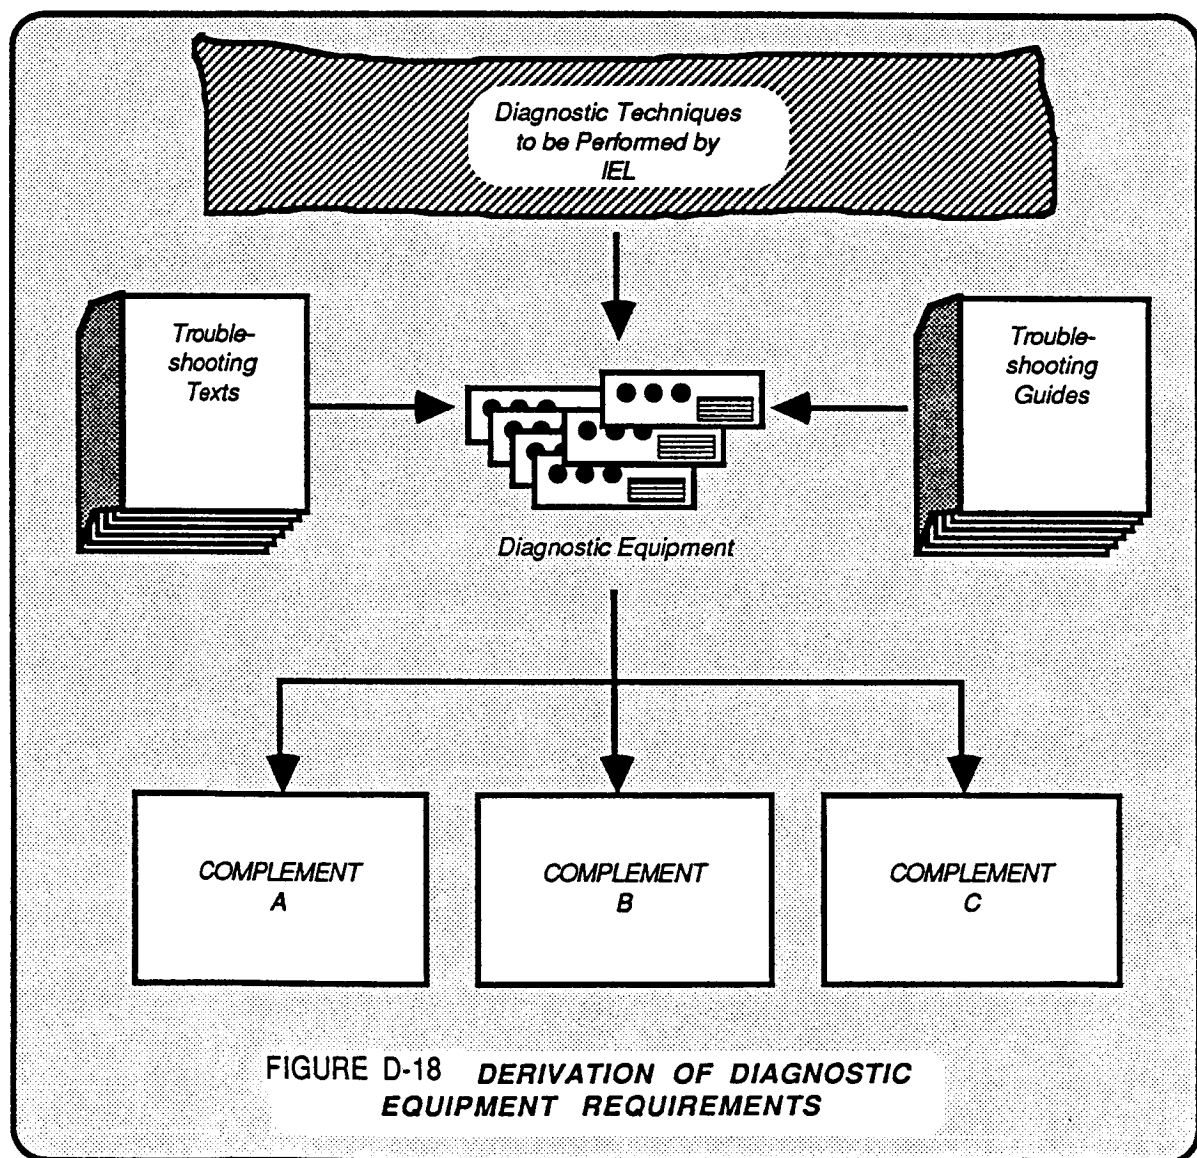 Diagnostic Techniques
to be Performed by
IEL
Trouble-
shooting
Texts
Trouble-
shooting
Guides
Diagnostic Equipment
COMPLEMENT
A
COMPLEMENT
B
COMPLEMENT
C
FIGURE D-18 DERIVATION OF DIAGNOSTIC
EQUIPMENT REQUIREMENTS